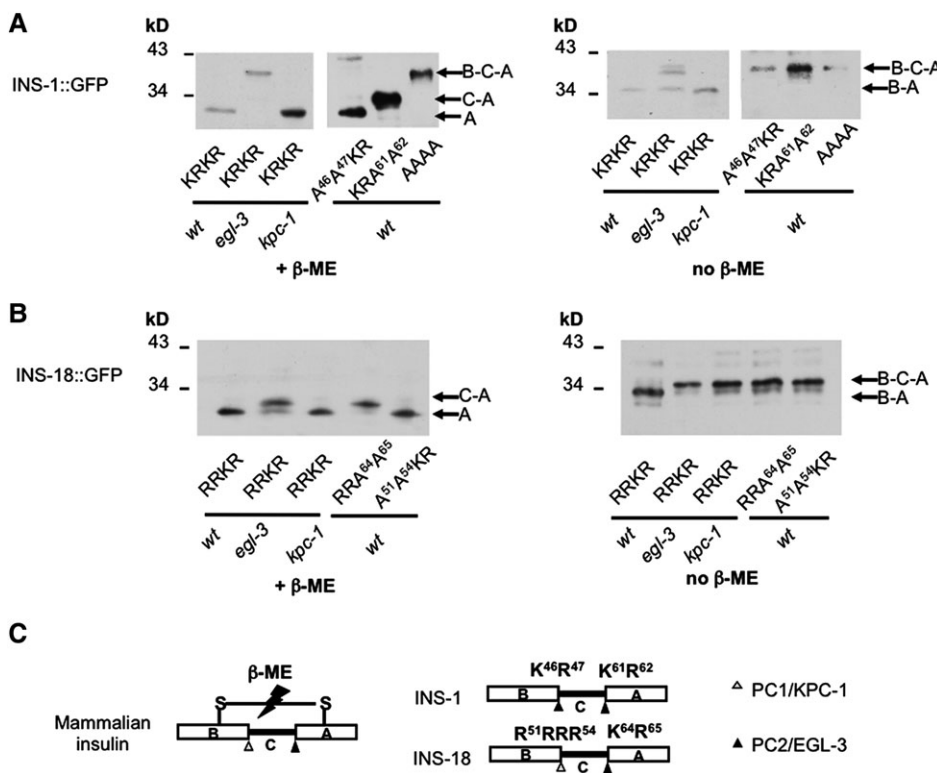 A
INS-1::GFP
kD
43
34
B-C-A
C-A
A
KRKR
KRKR
KRKR
A⁴⁶A⁴⁷KR
KRA⁶¹A⁶²
AAAA
wt
egl-3
kpc-1
wt
+ β-ME
kD
43
34
B-C-A
B-A
KRKR
KRKR
KRKR
A⁴⁶A⁴⁷KR
KRA⁶¹A⁶²
AAAA
wt
egl-3
kpc-1
wt
no β-ME
B
INS-18::GFP
kD
43
34
C-A
A
RRKR
RRKR
RRKR
RRA⁶⁴A⁶⁵
A⁵¹A⁵⁴KR
wt
egl-3
kpc-1
wt
+ β-ME
kD
43
34
B-C-A
B-A
RRKR
RRKR
RRKR
RRA⁶⁴A⁶⁵
A⁵¹A⁵⁴KR
wt
egl-3
kpc-1
wt
no β-ME
C
Mammalian
insulin
β-ME
S S
B C A
INS-1
K⁴⁶R⁴⁷ K⁶¹R⁶²
B C A
INS-18
R⁵¹RRR⁵⁴ K⁶⁴R⁶⁵
B C A
PC1/KPC-1
PC2/EGL-3